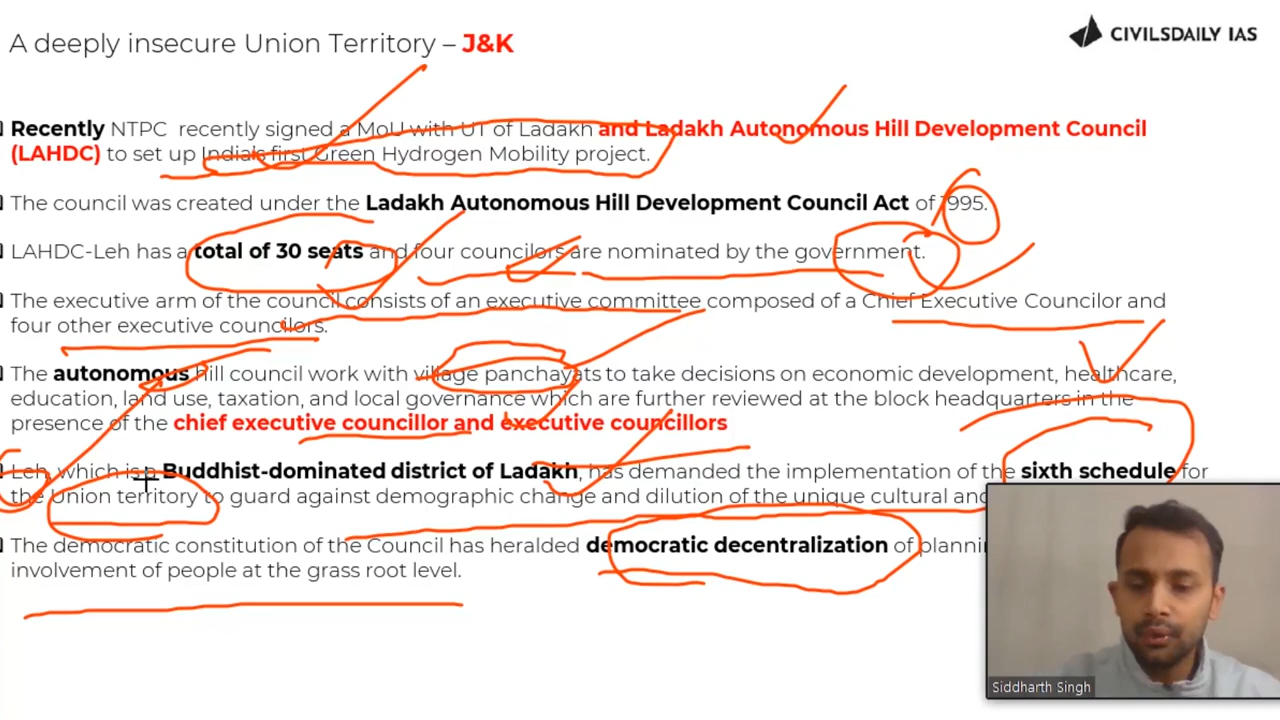 A deeply insecure Union Territory – J&K
CIVILSDAILY IAS
Recently NTPC recently signed a MoU with UT of Ladakh and Ladakh Autonomous Hill Development Council
(LAHDC) to set up India's first Green Hydrogen Mobility project.
The council was created under the Ladakh Autonomous Hill Development Council Act of 1995.
LAHDC-Leh has a total of 30 seats and four councilors are nominated by the government.
The executive arm of the council consists of an executive committee composed of a Chief Executive Councilor and
four other executive councilors.
The autonomous hill council work with village panchayats to take decisions on economic development, healthcare,
education, land use, taxation, and local governance which are further reviewed at the block headquarters in the
presence of the chief executive councillor and executive councillors
Leh, which is a Buddhist-dominated district of Ladakh, has demanded the implementation of the sixth schedule for
the Union territory to guard against demographic change and dilution of the unique cultural and
The democratic constitution of the Council has heralded democratic decentralization of
involvement of people at the grass root level.
Siddharth Singh